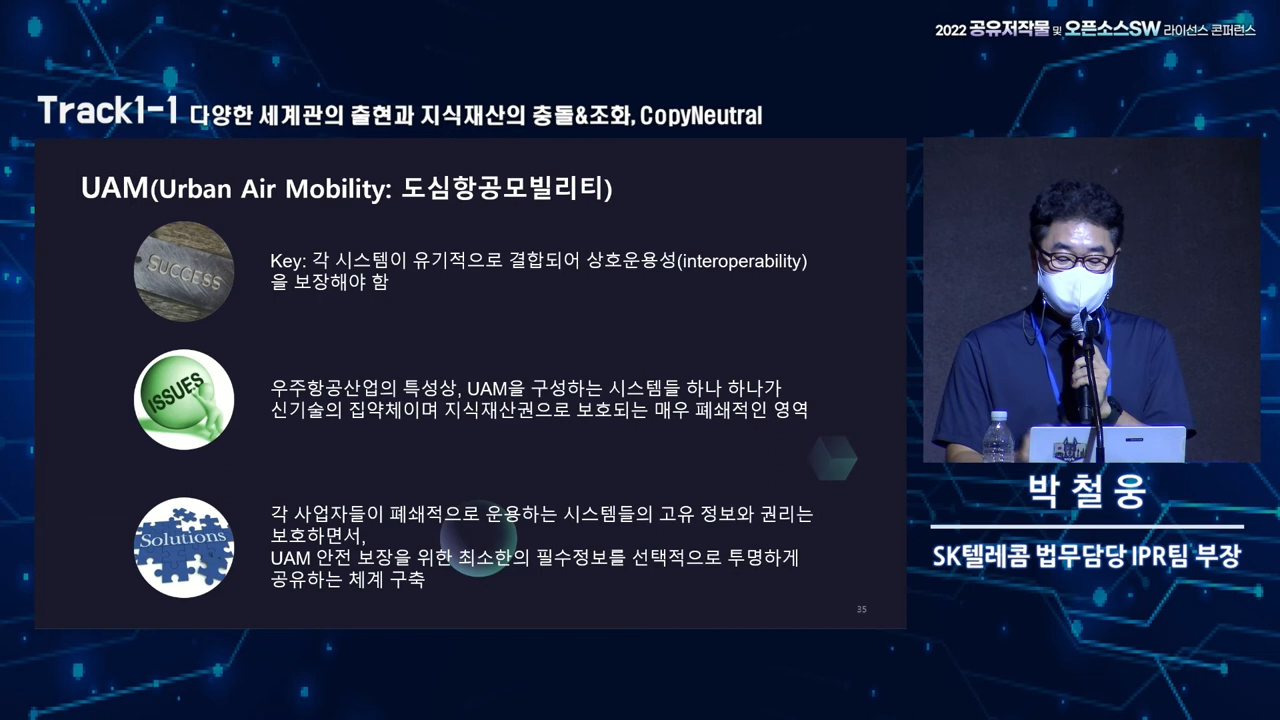 2022 공유저작물 및 오픈소스SW 라이선스 콘퍼런스
Track1-1 다양한 세계관의 출현과 지식재산의 충돌&조화, CopyNeutral
UAM(Urban Air Mobility: 도심항공모빌리티)
SUCCESS
Key: 각 시스템이 유기적으로 결합되어 상호운용성(interoperability)
을 보장해야 함
ISSUES
우주항공산업의 특성상, UAM을 구성하는 시스템들 하나 하나가
신기술의 집약체이며 지식재산권으로 보호되는 매우 폐쇄적인 영역
Solutions
각 사업자들이 폐쇄적으로 운용하는 시스템들의 고유 정보와 권리는
보호하면서,
UAM 안전 보장을 위한 최소한의 필수정보를 선택적으로 투명하게
공유하는 체계 구축
35
박철웅
SK텔레콤 법무담당 IPR팀 부장